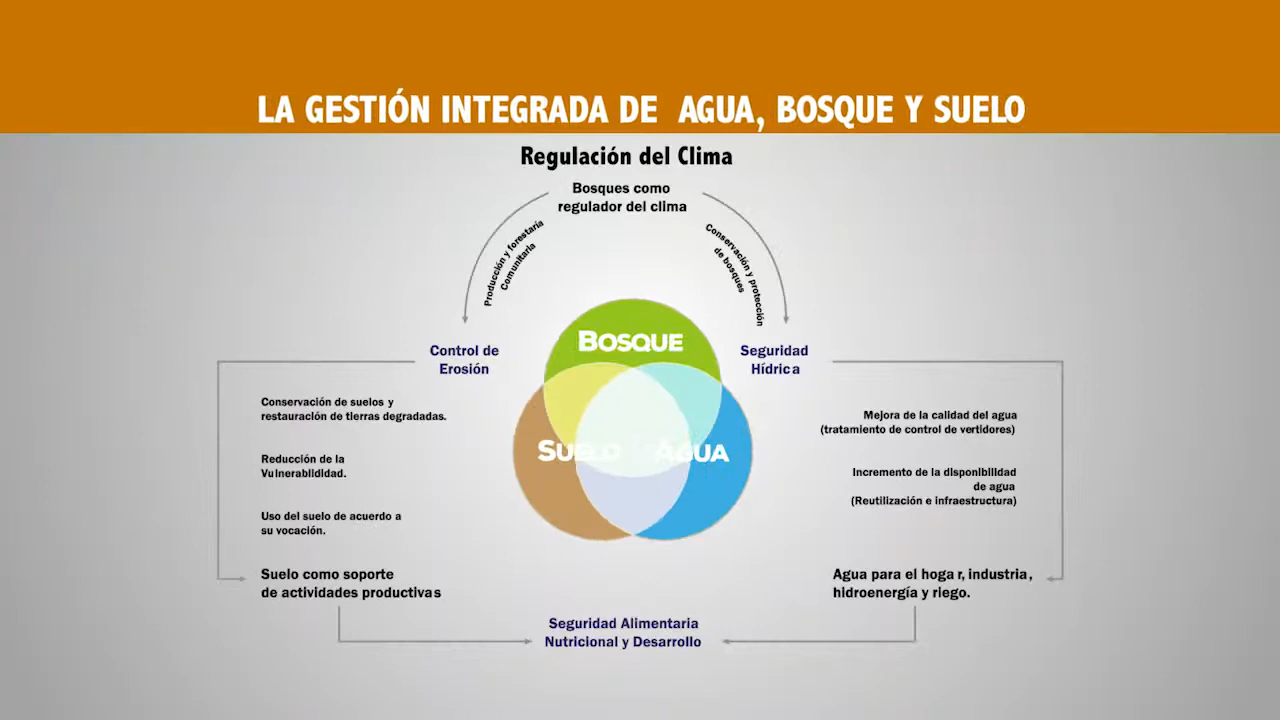 LA GESTIÓN INTEGRADA DE AGUA, BOSQUE Y SUELO
Regulación del Clima
Bosques como
regulador del clima
Producción y forestaría
Comunitaria
Conservación y protección
de bosques
BOSQUE
SUELO
AGUA
Control de
Erosión
Conservación de suelos y
restauración de tierras degradadas.
Reducción de la
Vulnerablidldad.
Uso del suelo de acuerdo a
su vocación.
Suelo como soporte
de actividades productivas
Seguridad
Hídrica
Mejora de la calidad del agua
(tratamiento de control de vertidores)
Incremento de la disponibilidad
de agua
(Reutilización e infraestructura)
Agua para el hoga r, industria,
hidroenergía y riego.
Seguridad Alimentaria
Nutricional y Desarrollo